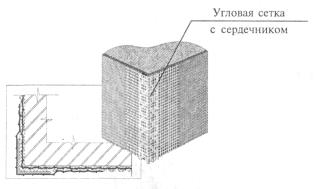 Угловая сетка
с сердечником